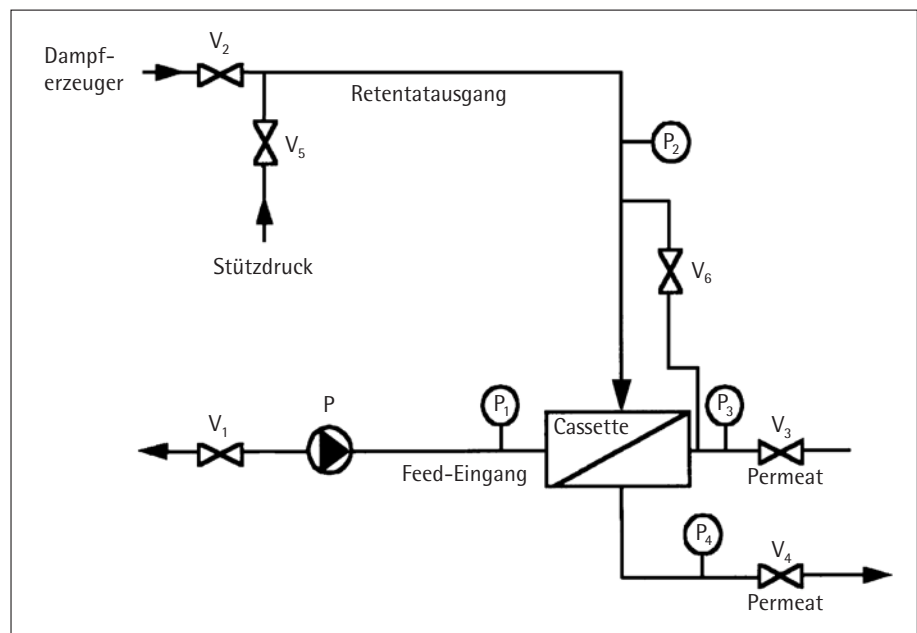 V₂
Dampf-
erzeuger
Retentatausgang
P₂
V₅
Stützdruck
V₆
V₁
P
P₁
Cassette
P₃
V₃
Feed-Eingang
Permeat
P₄
V₄
Permeat